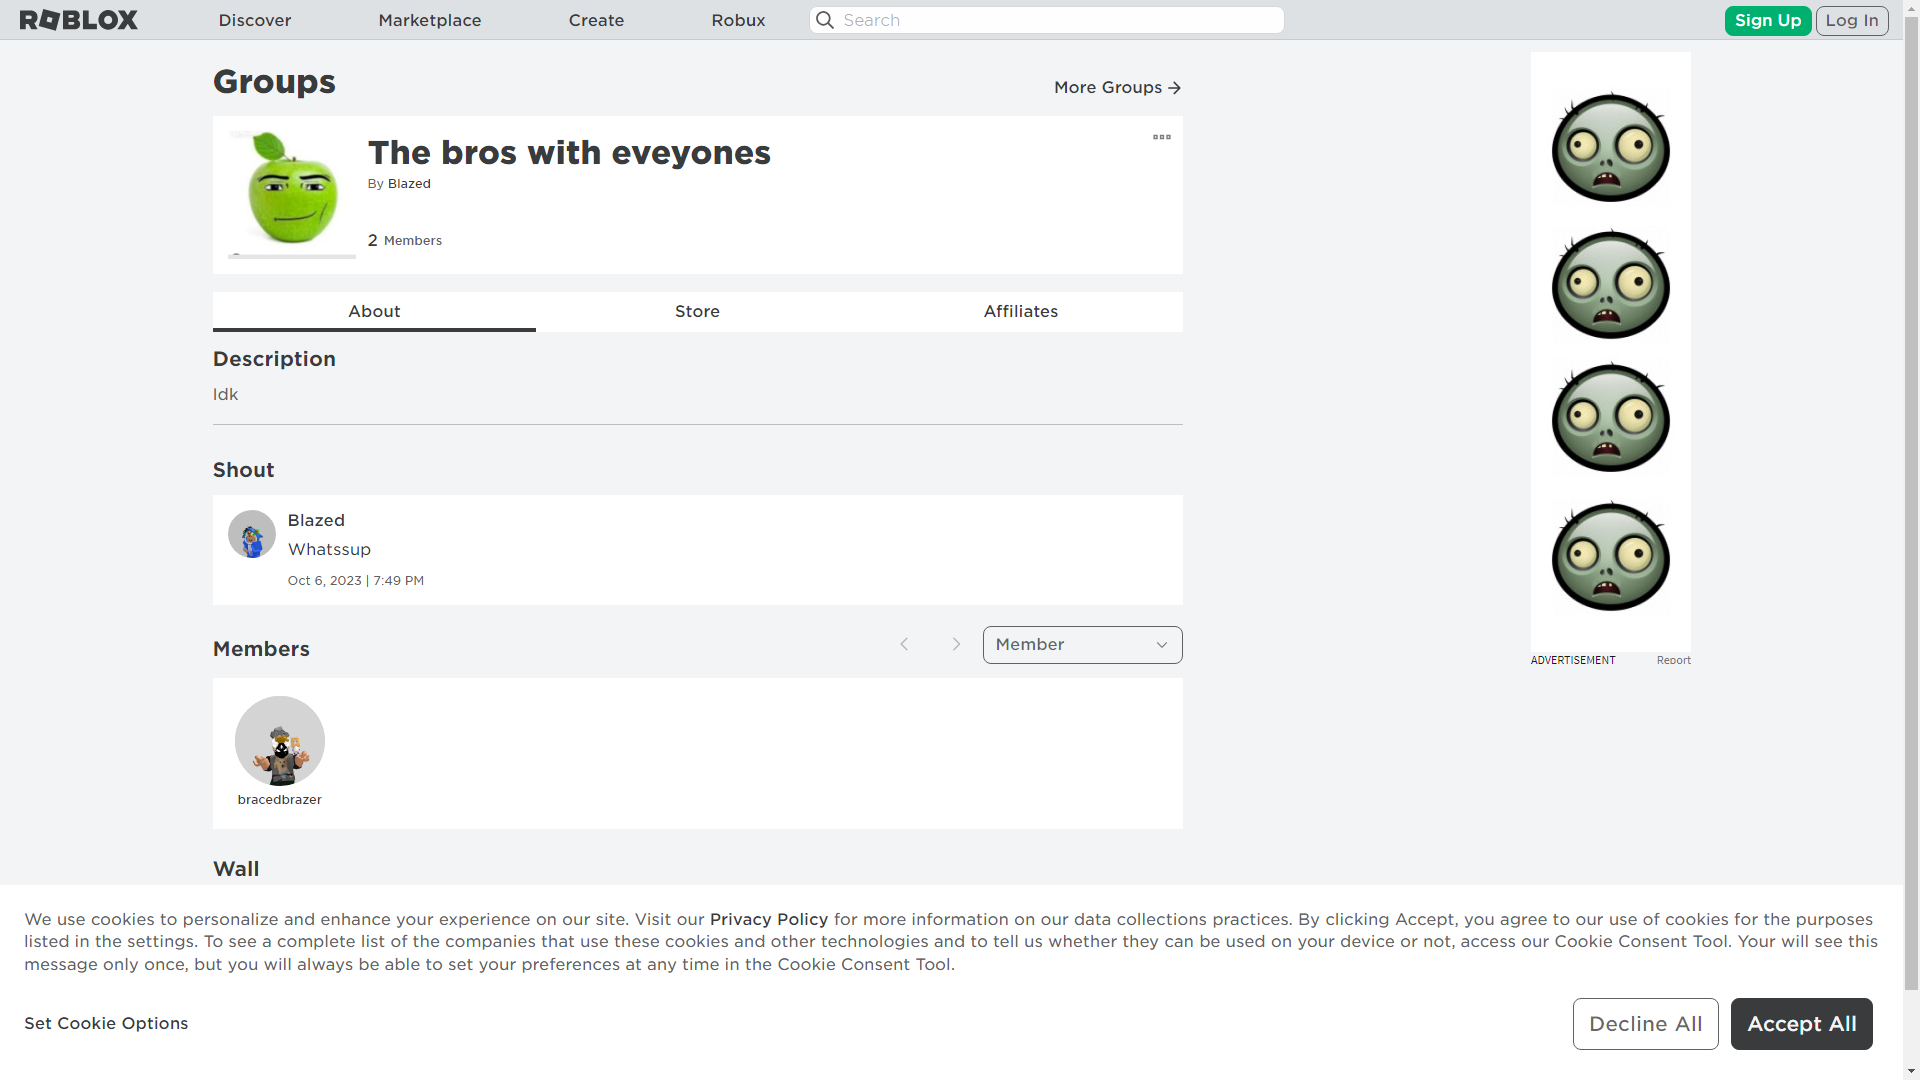 ROBLOX
Discover
Marketplace
Create
Robux
Search
Sign Up
Log In
Groups
More Groups
The bros with eveyones
By Blazed
2 Members
About
Store
Affiliates
Description
Idk
Shout
Blazed
Whatssup
Oct 6, 2023 | 7:49 PM
Members
Member
bracedbrazer
Wall
ADVERTISEMENT
Report
We use cookies to personalize and enhance your experience on our site. Visit our Privacy Policy for more information on our data collections practices. By clicking Accept, you agree to our use of cookies for the purposes
listed in the settings. To see a complete list of the companies that use these cookies and other technologies and to tell us whether they can be used on your device or not, access our Cookie Consent Tool. Your will see this
message only once, but you will always be able to set your preferences at any time in the Cookie Consent Tool.
Set Cookie Options
Decline All
Accept All